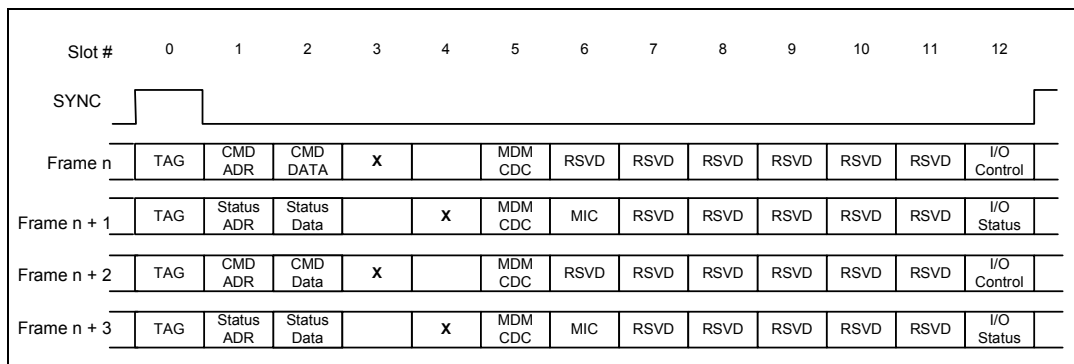 Slot # 0 1 2 3 4 5 6 7 8 9 10 11 12
SYNC
Frame n TAG CMD ADR CMD DATA X MDM CDC RSVD RSVD RSVD RSVD RSVD RSVD I/O Control
Frame n + 1 TAG Status ADR Status Data X MDM CDC MIC RSVD RSVD RSVD RSVD RSVD I/O Status
Frame n + 2 TAG CMD ADR CMD Data X MDM CDC RSVD RSVD RSVD RSVD RSVD RSVD I/O Control
Frame n + 3 TAG Status ADR Status Data X MDM CDC MIC RSVD RSVD RSVD RSVD RSVD I/O Status